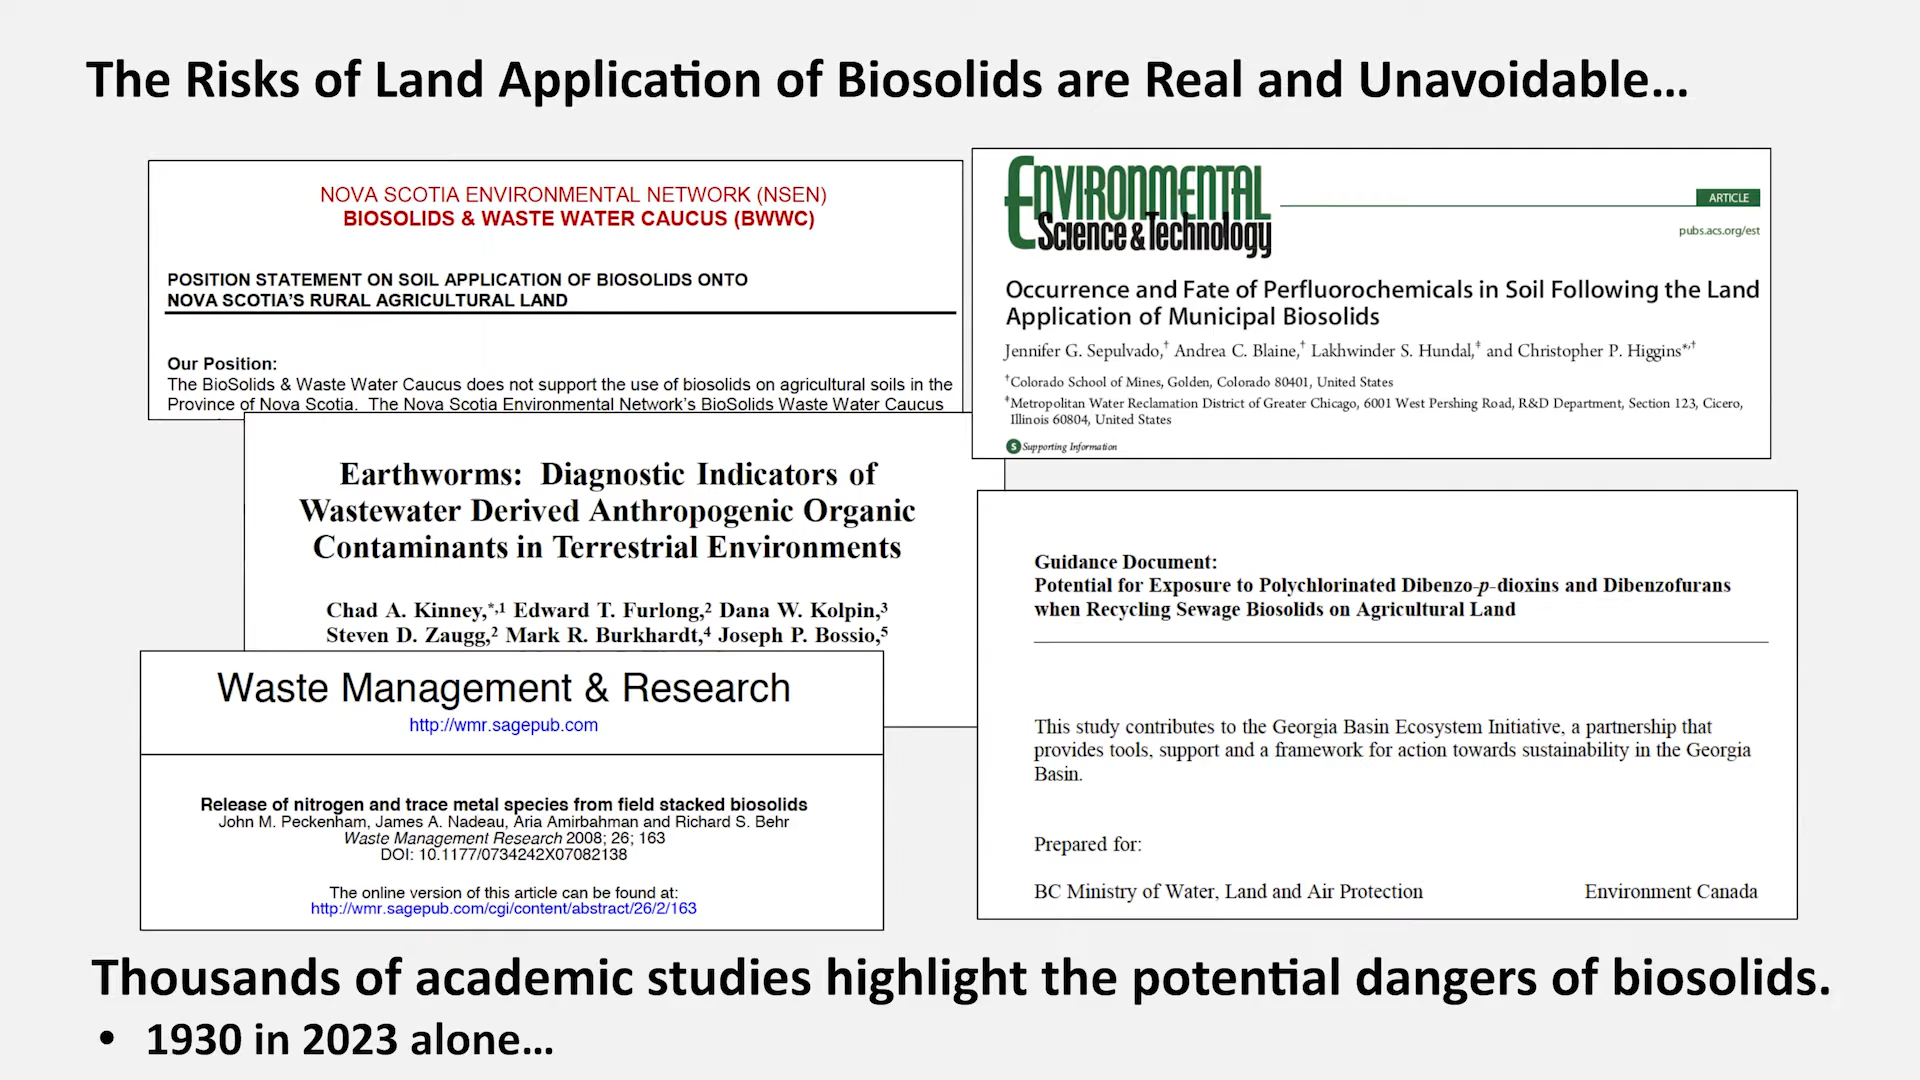 The Risks of Land Application of Biosolids are Real and Unavoidable...
NOVA SCOTIA ENVIRONMENTAL NETWORK (NSEN)
BIOSOLIDS & WASTE WATER CAUCUS (BWWC)
POSITION STATEMENT ON SOIL APPLICATION OF BIOSOLIDS ONTO
NOVA SCOTIA'S RURAL AGRICULTURAL LAND
Our Position:
The BioSolids & Waste Water Caucus does not support the use of biosolids on agricultural soils in the
Province of Nova Scotia. The Nova Scotia Environmental Network's BioSolids Waste Water Caucus
ENVIRONMENTAL
Science & Technology
ARTICLE
pubs.acs.org/est
Occurrence and Fate of Perfluorochemicals in Soil Following the Land
Application of Municipal Biosolids
Jennifer G. Sepulvado,† Andrea C. Blaine,† Lakhwinder S. Hundal,‡ and Christopher P. Higgins*,†
†Colorado School of Mines, Golden, Colorado 80401, United States
‡Metropolitan Water Reclamation District of Greater Chicago, 6001 West Pershing Road, R&D Department, Section 123, Cicero,
Illinois 60804, United States
S Supporting Information
Earthworms: Diagnostic Indicators of
Wastewater Derived Anthropogenic Organic
Contaminants in Terrestrial Environments
Chad A. Kinney,*,1 Edward T. Furlong,2 Dana W. Kolpin,3
Steven D. Zaugg,2 Mark R. Burkhardt,4 Joseph P. Bossio,5
Waste Management & Research
http://wmr.sagepub.com
Release of nitrogen and trace metal species from field stacked biosolids
John M. Peckenham, James A. Nadeau, Aria Amirbahman and Richard S. Behr
Waste Management Research 2008; 26; 163
DOI: 10.1177/0734242X07082138
The online version of this article can be found at:
http://wmr.sagepub.com/cgi/content/abstract/26/2/163
Guidance Document:
Potential for Exposure to Polychlorinated Dibenzo-p-dioxins and Dibenzofurans
when Recycling Sewage Biosolids on Agricultural Land
This study contributes to the Georgia Basin Ecosystem Initiative, a partnership that
provides tools, support and a framework for action towards sustainability in the Georgia
Basin.
Prepared for:
BC Ministry of Water, Land and Air Protection Environment Canada
Thousands of academic studies highlight the potential dangers of biosolids.
• 1930 in 2023 alone...